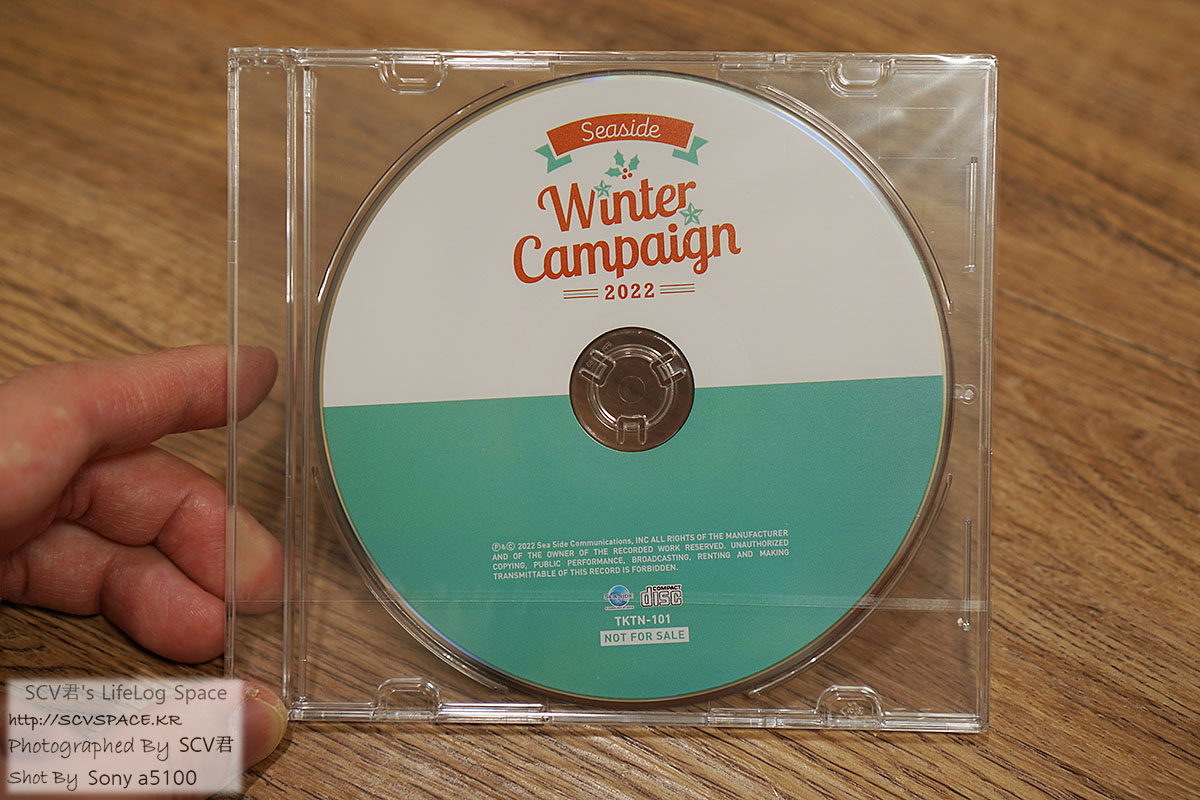 Seaside
Winter
Campaign
2022
Ⓟ&Ⓒ 2022 Sea Side Communications, INC ALL RIGHTS OF THE MANUFACTURER
AND OF THE OWNER OF THE RECORDED WORK RESERVED. UNAUTHORIZED
COPYING, PUBLIC PERFORMANCE, BROADCASTING, RENTING AND MAKING
TRANSMITTABLE OF THIS RECORD IS FORBIDDEN.
SEASIDE
COMPACT
disc
TKTN-101
NOT FOR SALE
SCV君's LifeLog Space
http://SCVSPACE.KR
Photographed By SCV君
Shot By Sony a5100